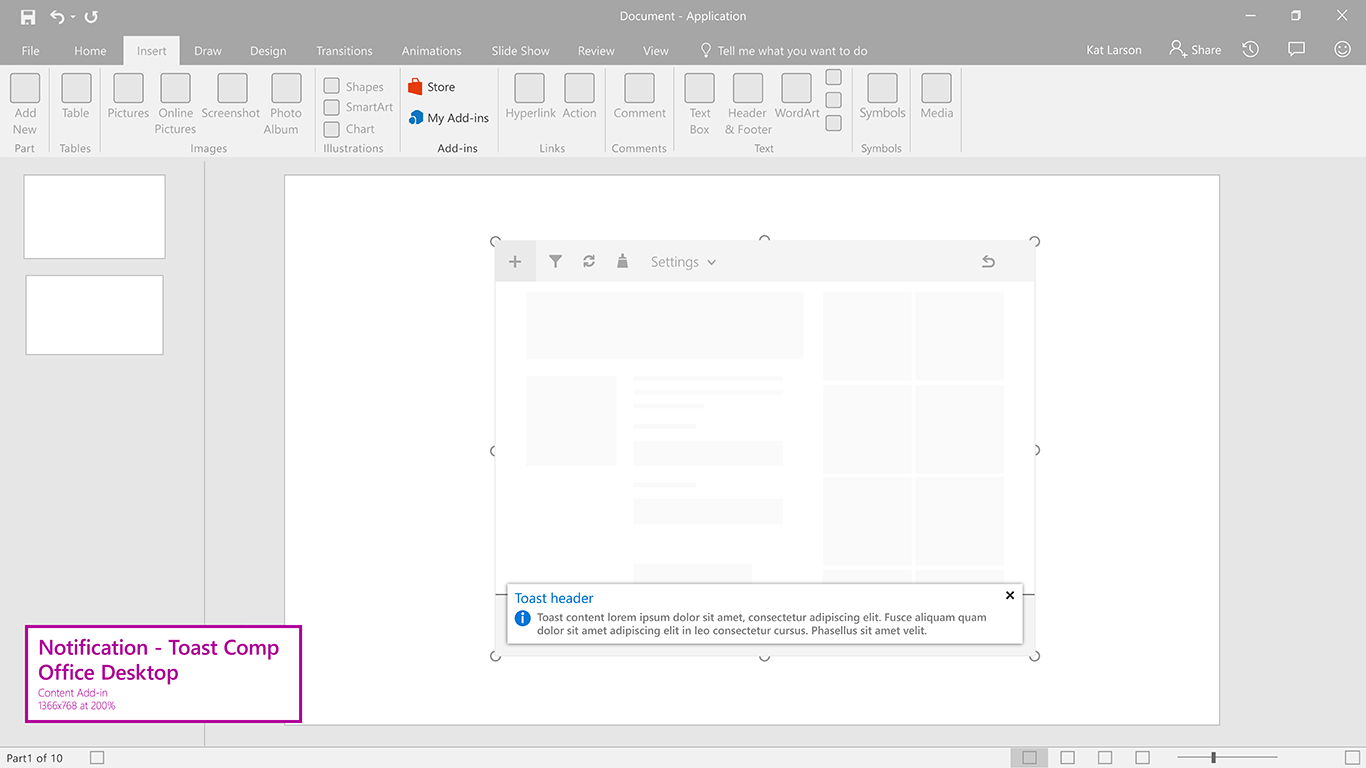 Document - Application
File Home Insert Draw Design Transitions Animations Slide Show Review View Tell me what you want to do Kat Larson Share
Add New
Table
Pictures
Online Pictures
Screenshot
Photo Album
Shapes
SmartArt
Chart
Store
My Add-ins
Hyperlink
Action
Comment
Text Box
Header & Footer
WordArt
Symbols
Media
Part Tables Images Illustrations Add-ins Links Comments Text Symbols
Settings
Toast header
Toast content lorem ipsum dolor sit amet, consectetur adipiscing elit. Fusce aliquam quam
dolor sit amet adipiscing elit in leo consectetur cursus. Phasellus sit amet velit.
Notification - Toast Comp
Office Desktop
Content Add-in
1366x768 at 200%
Part1 of 10